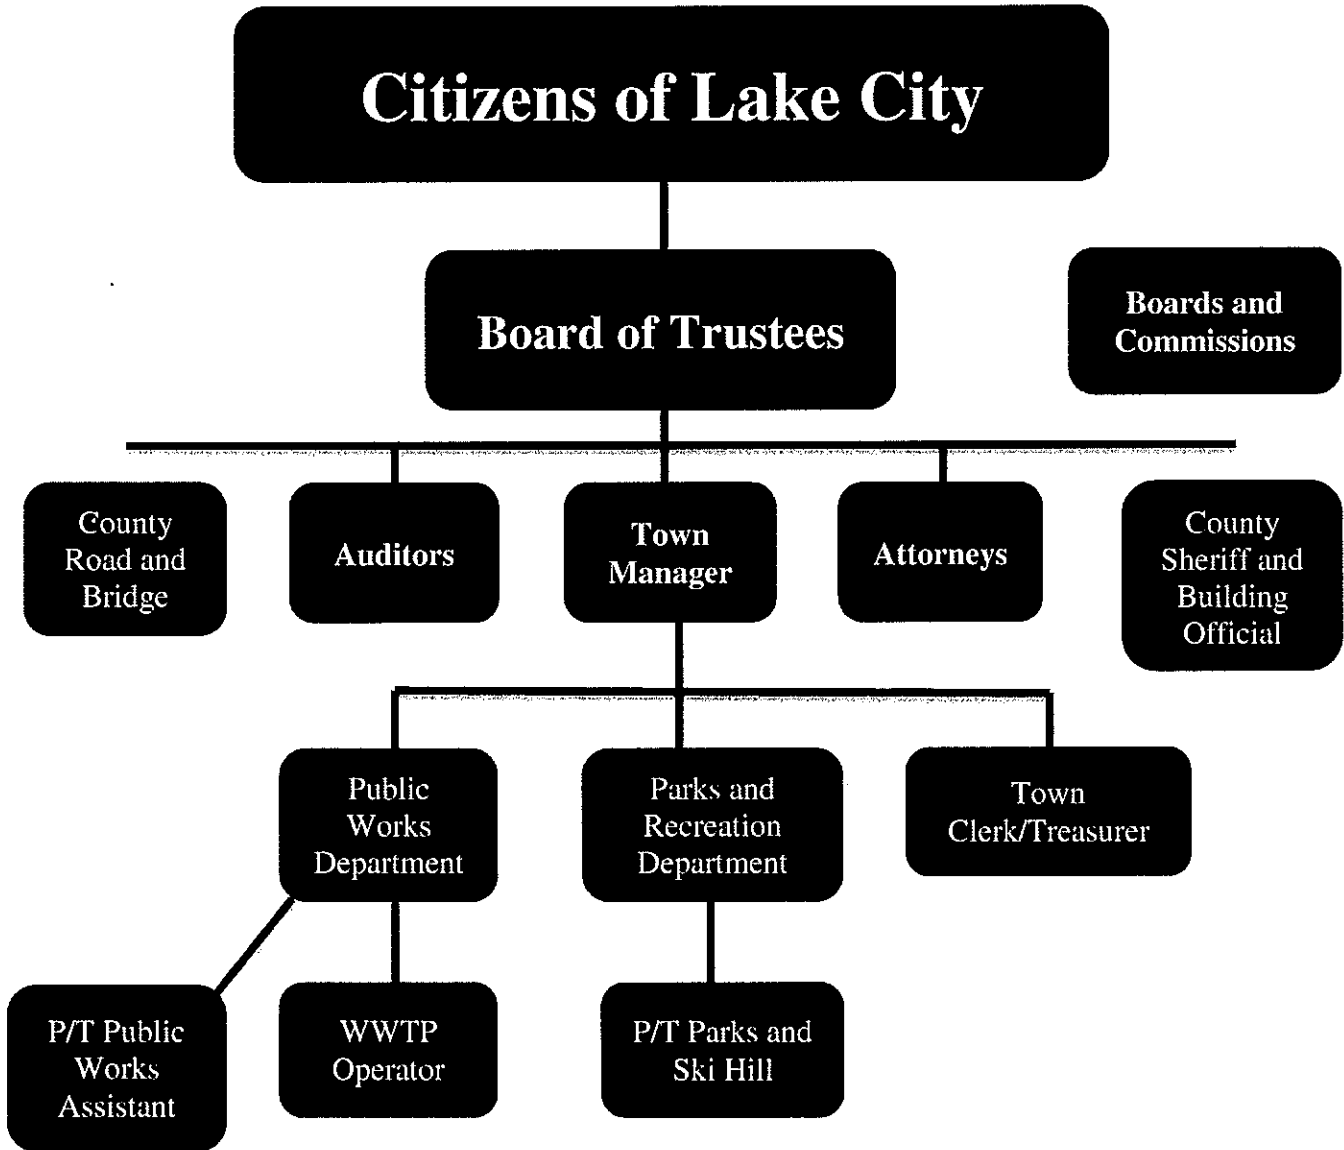 Citizens of Lake City
Board of Trustees
Boards and
Commissions
County
Road and
Bridge
Auditors
Town
Manager
Attorneys
County
Sheriff and
Building
Official
Public
Works
Department
Parks and
Recreation
Department
Town
Clerk/Treasurer
P/T Public
Works
Assistant
WWTP
Operator
P/T Parks and
Ski Hill